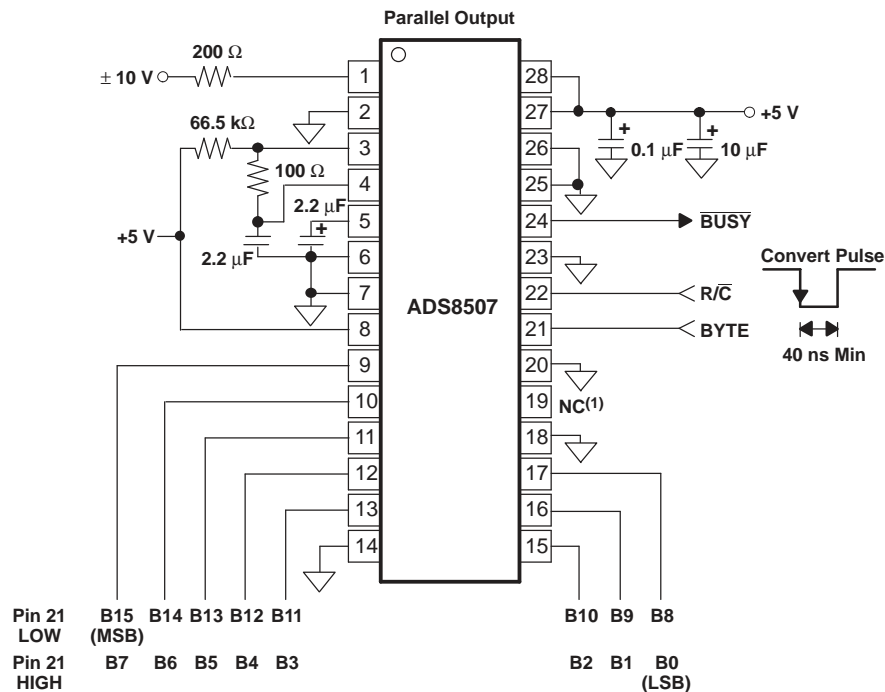 Parallel Output
200 Ω
± 10 V
1
28
2
27
+5 V
66.5 kΩ
3
26
0.1 μF
10 μF
100 Ω
4
25
2.2 μF
5
24
BUSY
+5 V
2.2 μF
6
23
Convert Pulse
7
ADS8507
22
R/C
8
21
BYTE
9
20
40 ns Min
10
19
NC(1)
11
18
12
17
13
16
14
15
Pin 21 LOW
B15 (MSB)
B14
B13
B12
B11
B10
B9
B8
Pin 21 HIGH
B7
B6
B5
B4
B3
B2
B1
B0 (LSB)